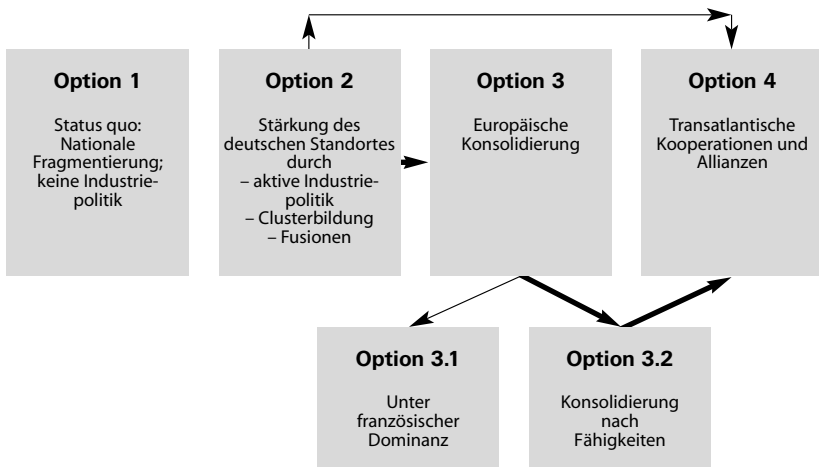 Option 1
Status quo:
Nationale
Fragmentierung;
keine Industrie-
politik
Option 2
Stärkung des
deutschen Standortes
durch
– aktive Industrie-
politik
– Clusterbildung
– Fusionen
Option 3
Europäische
Konsolidierung
Option 4
Transatlantische
Kooperationen und
Allianzen
Option 3.1
Unter
französischer
Dominanz
Option 3.2
Konsolidierung
nach
Fähigkeiten